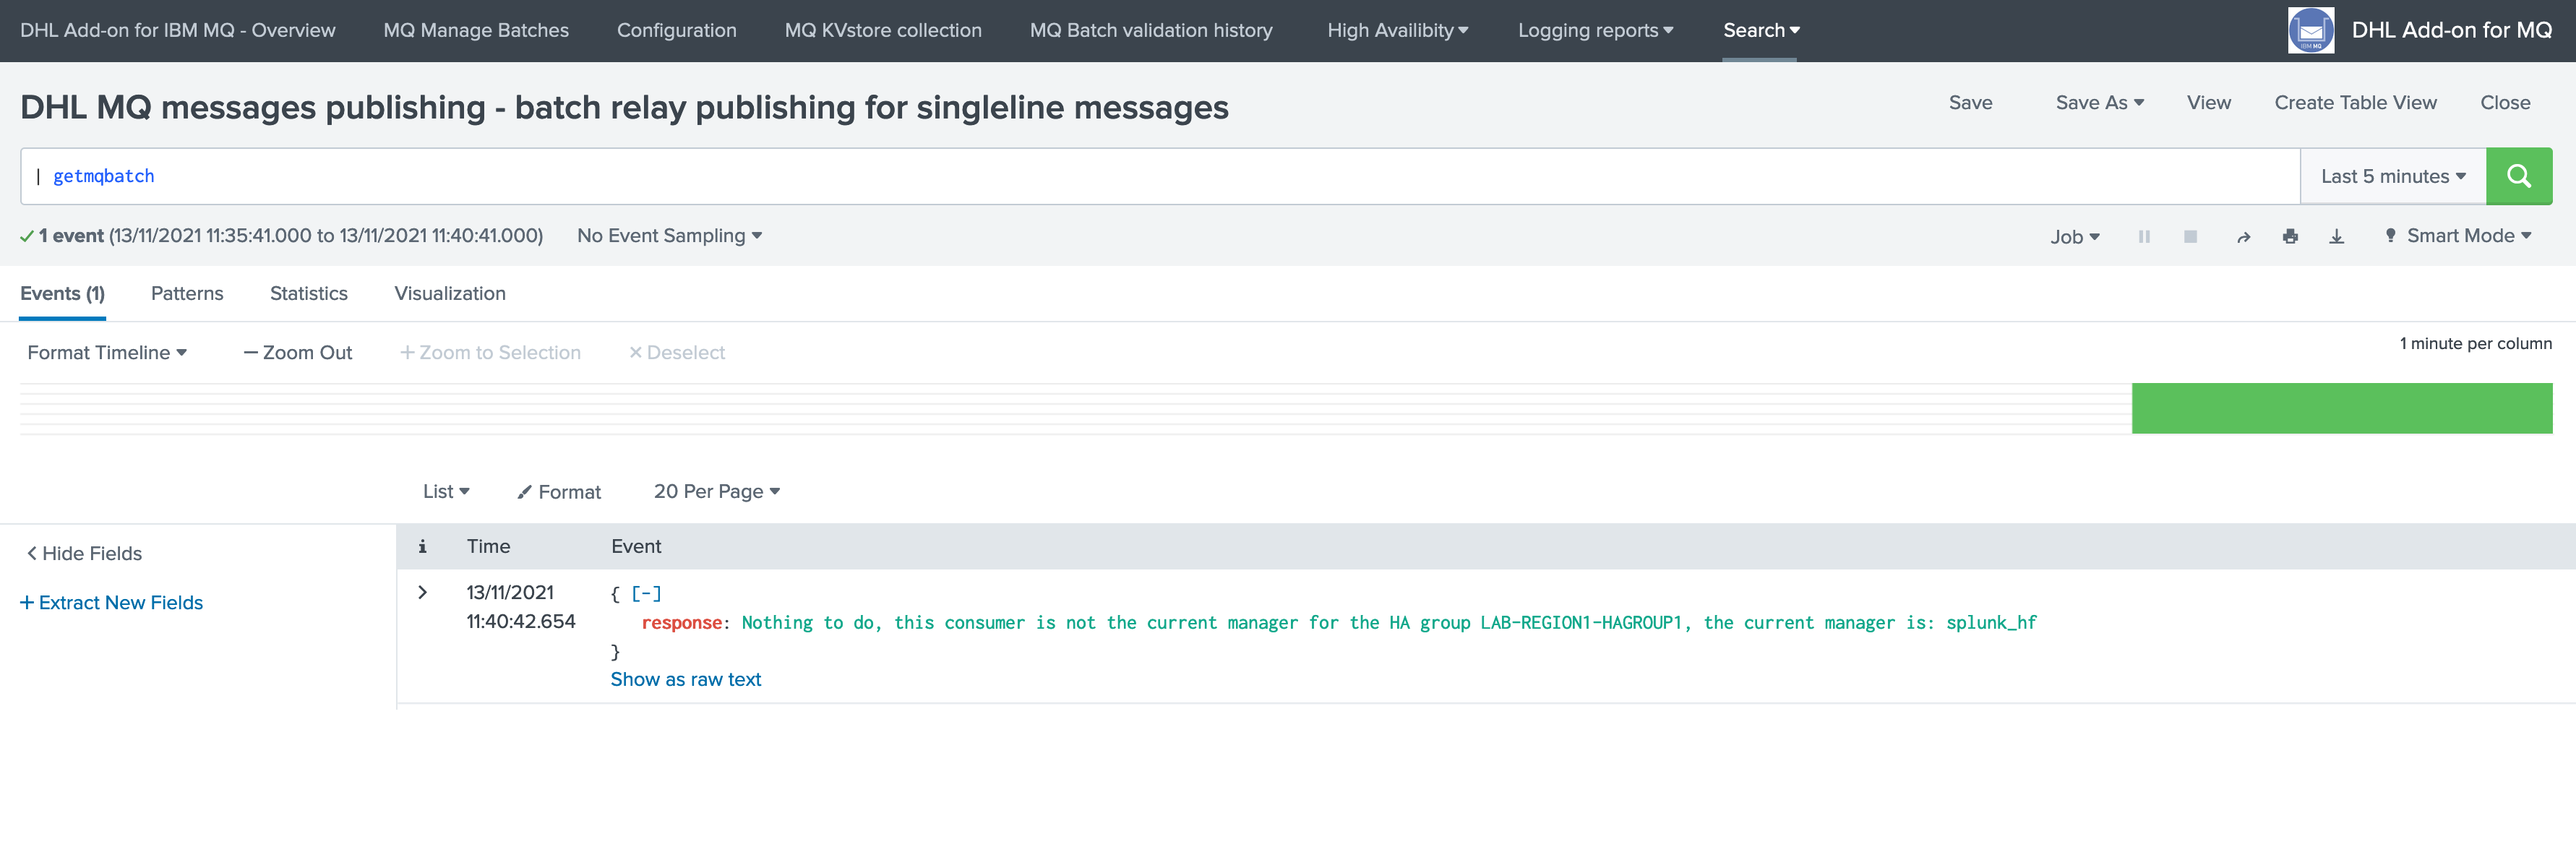 DHL Add-on for IBM MQ - Overview MQ Manage Batches Configuration MQ KVstore collection MQ Batch validation history High Availibity Logging reports Search IBM MQ DHL Add-on for MQ
DHL MQ messages publishing - batch relay publishing for singleline messages Save Save As View Create Table View Close
| getmqbatch Last 5 minutes
1 event (13/11/2021 11:35:41.000 to 13/11/2021 11:40:41.000) No Event Sampling Job Smart Mode
Events (1) Patterns Statistics Visualization
Format Timeline — Zoom Out + Zoom to Selection × Deselect 1 minute per column
List Format 20 Per Page
< Hide Fields i Time Event
+ Extract New Fields > 13/11/2021 { [-]
11:40:42.654 response: Nothing to do, this consumer is not the current manager for the HA group LAB-REGION1-HAGROUP1, the current manager is: splunk_hf
}
Show as raw text